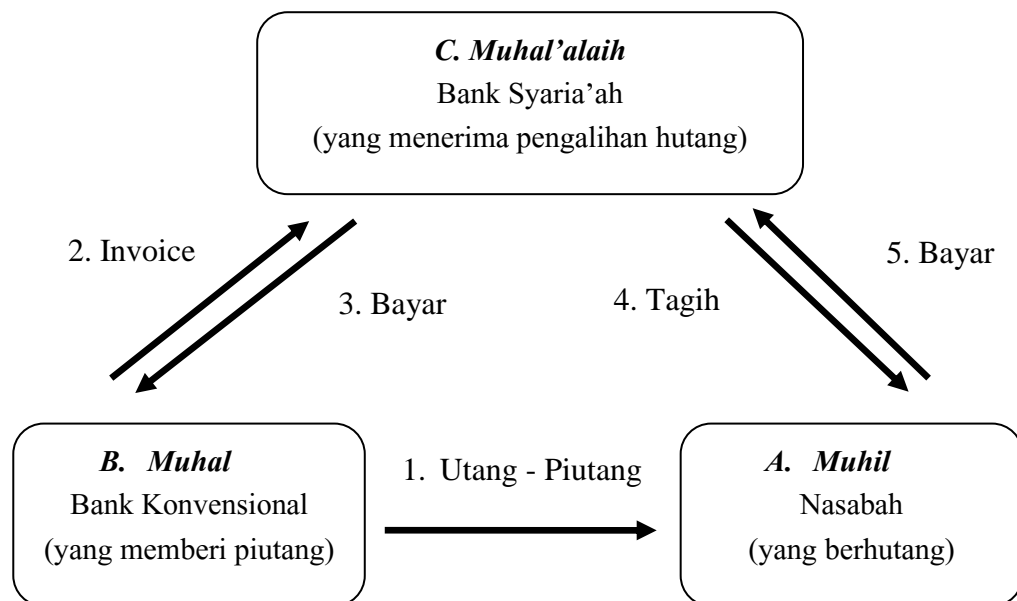 C. Muhal’alaih
Bank Syaria’ah
(yang menerima pengalihan hutang)
2. Invoice
5. Bayar
3. Bayar
4. Tagih
B. Muhal
Bank Konvensional
(yang memberi piutang)
1. Utang - Piutang
A. Muhil
Nasabah
(yang berhutang)